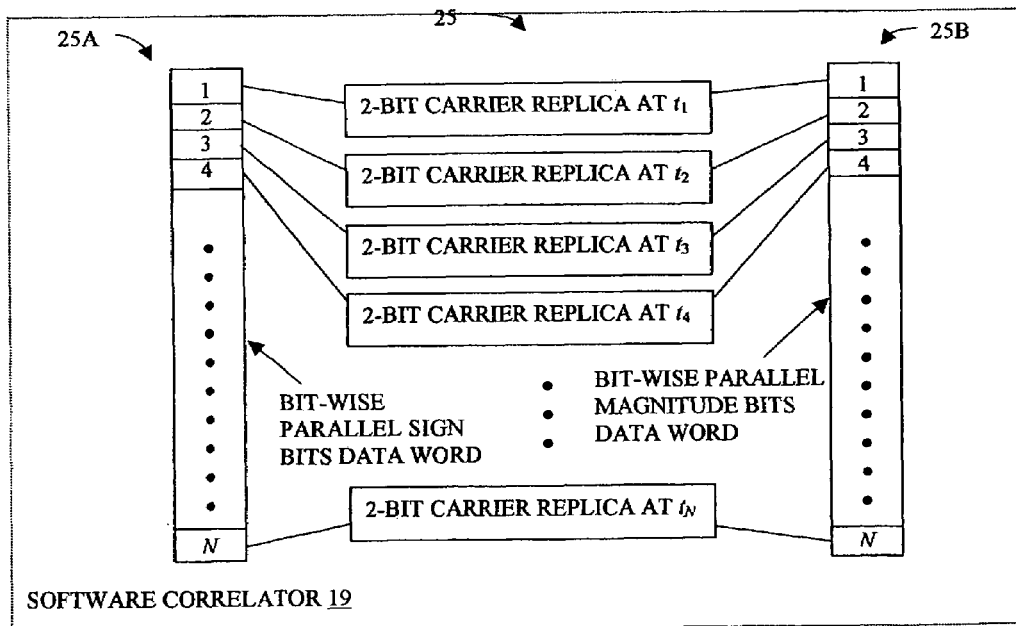 25
25A
25B
1
2
3
4
N
2-BIT CARRIER REPLICA AT t1
2-BIT CARRIER REPLICA AT t2
2-BIT CARRIER REPLICA AT t3
2-BIT CARRIER REPLICA AT t4
2-BIT CARRIER REPLICA AT tN
BIT-WISE
PARALLEL SIGN
BITS DATA WORD
BIT-WISE PARALLEL
MAGNITUDE BITS
DATA WORD
1
2
3
4
N
SOFTWARE CORRELATOR 19